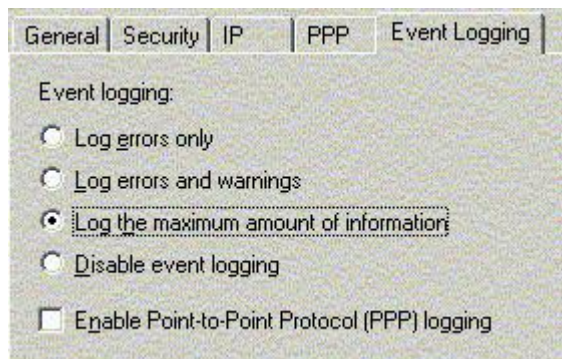 General Security IP PPP Event Logging
Event logging:
Log errors only
Log errors and warnings
Log the maximum amount of information
Disable event logging
Enable Point-to-Point Protocol (PPP) logging